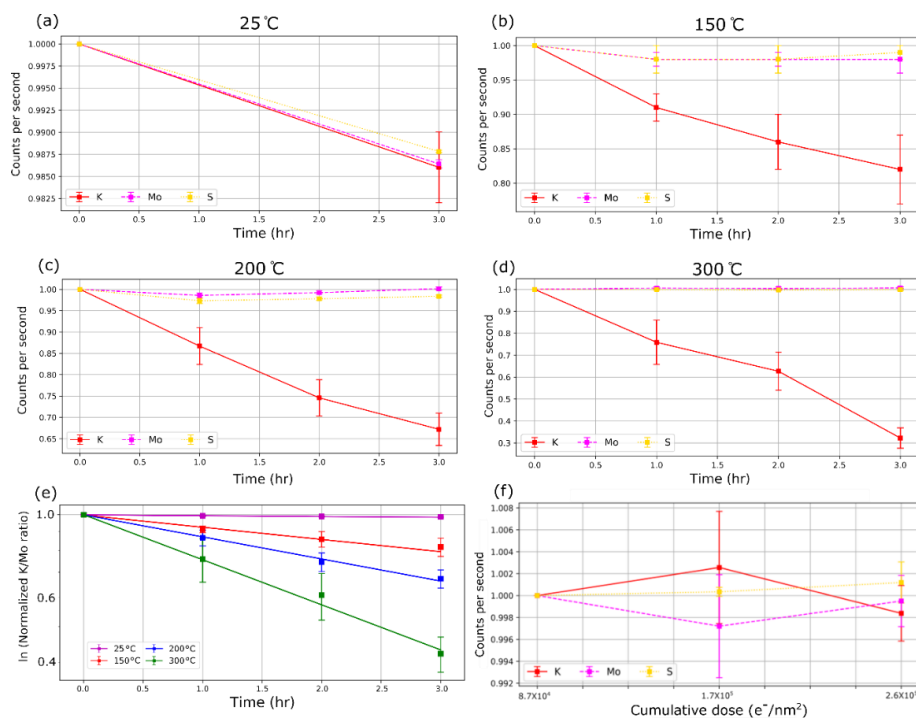 (a)
25℃
Counts per second
1.0000
0.9975
0.9950
0.9925
0.9900
0.9875
0.9850
0.9825
K Mo S
0.0 0.5 1.0 1.5 2.0 2.5 3.0
Time (hr)
(b)
150℃
Counts per second
1.00
0.95
0.90
0.85
0.80
K Mo S
0.0 0.5 1.0 1.5 2.0 2.5 3.0
Time (hr)
(c)
200℃
Counts per second
1.00
0.95
0.90
0.85
0.80
0.75
0.70
0.65
K Mo S
0.0 0.5 1.0 1.5 2.0 2.5 3.0
Time (hr)
(d)
300℃
Counts per second
1.0
0.9
0.8
0.7
0.6
0.5
0.4
0.3
K Mo S
0.0 0.5 1.0 1.5 2.0 2.5 3.0
Time (hr)
(e)
ln (Normalized K/Mo ratio)
1.0
0.6
0.4
25°C 200°C
150°C 300°C
0.0 0.5 1.0 1.5 2.0 2.5 3.0
Time (hr)
(f)
Counts per second
1.008
1.006
1.004
1.002
1.000
0.998
0.996
0.994
0.992
K Mo S
8.7X10⁴ 1.7X10⁵ 2.6X10⁵
Cumulative dose (e⁻/nm²)